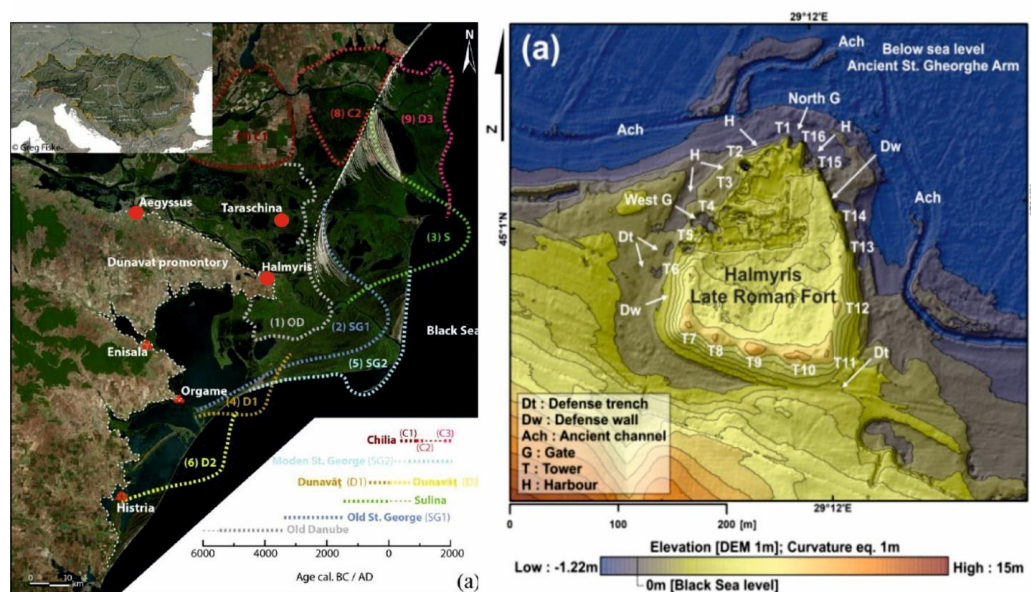 © Greg Fiske
N
(8) C2
(9) D3
Aegyssus
Taraschina
(3) S
Dunavat promontory
Halmyris
(1) OD
(2) SG1
Black Sea
Enisala
(5) SG2
Orgame
(4) D1
(6) D2
Histria
Chilia
(C1)
(C2)
(C3)
Moden St. George (SG2)
Dunavăț (D1)
Dunavăț
Sulina
Old St. George (SG1)
Old Danube
6000 4000 2000 0 2000
Age cal. BC / AD
0 10
km
(a)
29°12'E
(a)
Z
Ach
Below sea level
Ancient St. Gheorghe Arm
North G
Ach
H
T1
T16
H
Dw
T2
T15
H
T3
Ach
West G
T4
T14
45°1'N
T5
T13
Dt
T6
Halmyris
Late Roman Fort
Dw
T12
T7
T8
T9
T10
T11
Dt
Dt : Defense trench
Dw : Defense wall
Ach : Ancient channel
G : Gate
T : Tower
H : Harbour
0 100 200 [m]
29°12'E
Elevation [DEM 1m]; Curvature eq. 1m
Low : -1.22m
High : 15m
0m [Black Sea level]